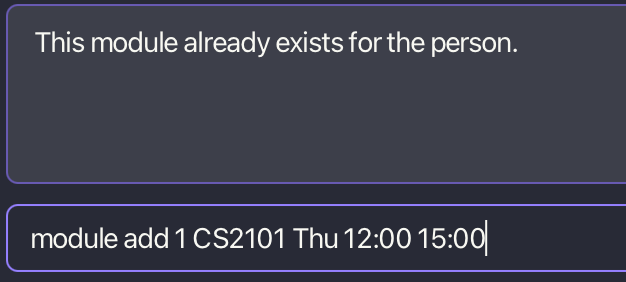 This module already exists for the person.
module add 1 CS2101 Thu 12:00 15:00